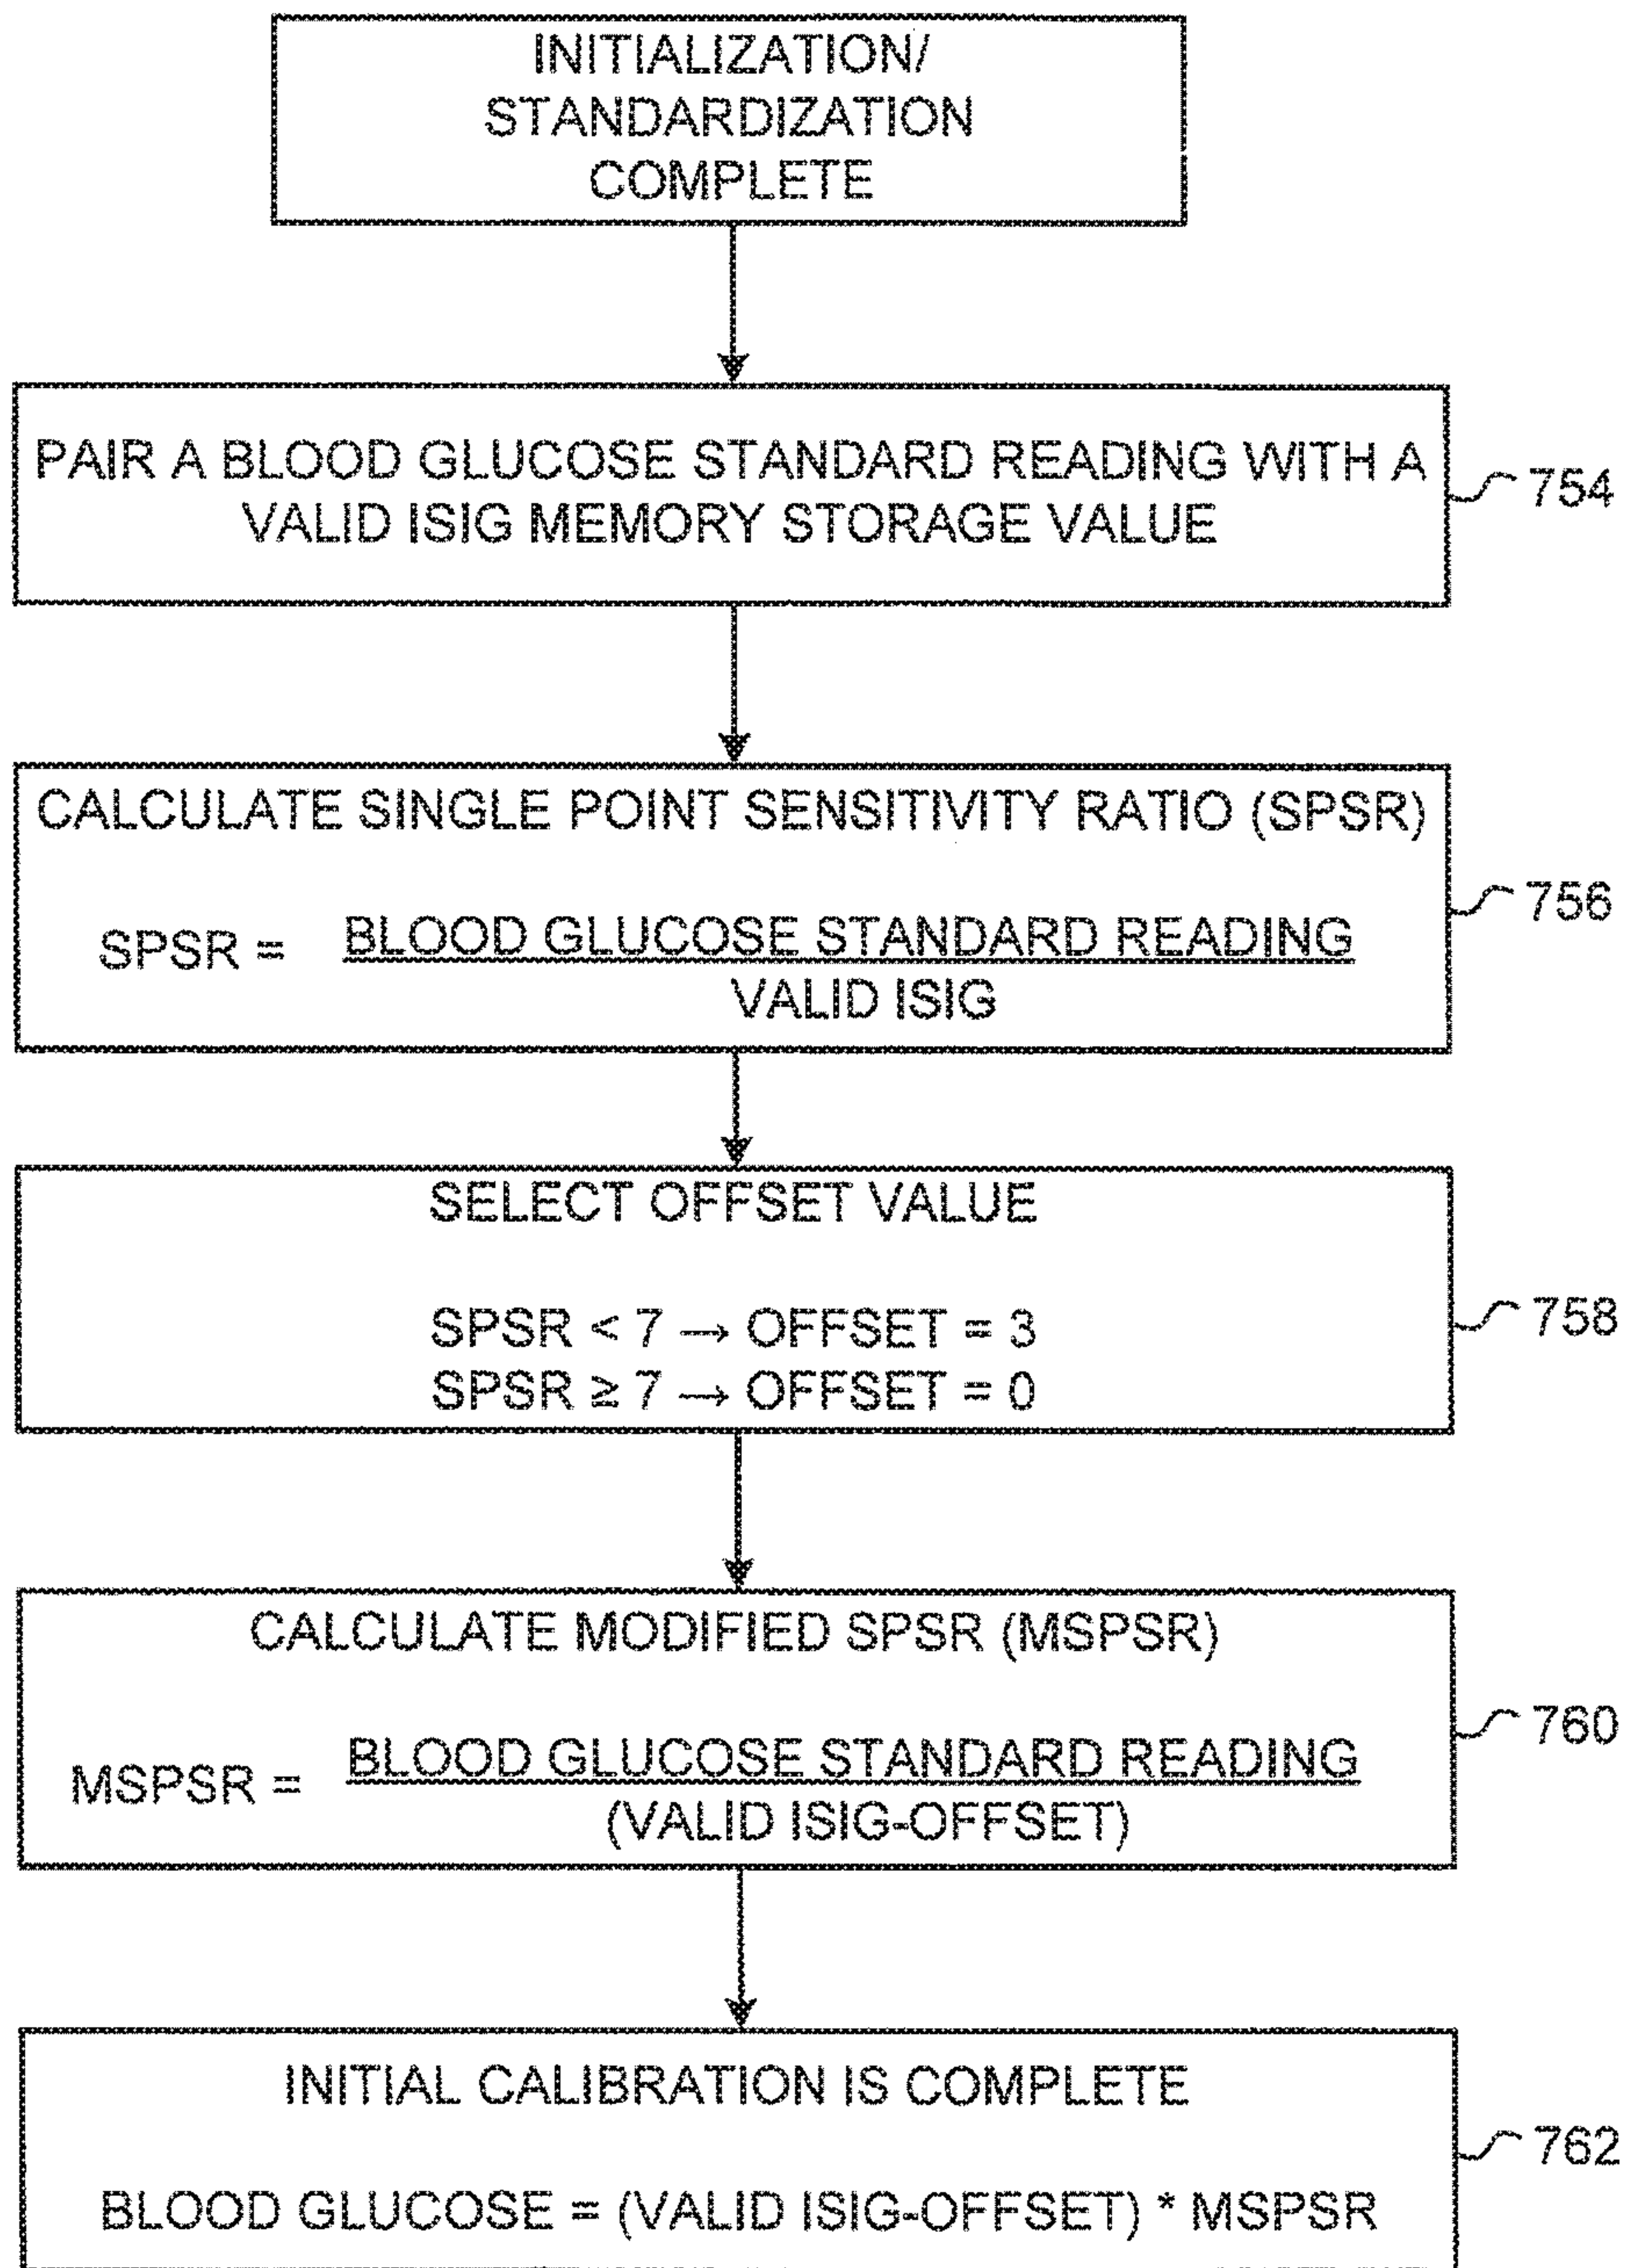 INITIALIZATION/
STANDARDIZATION
COMPLETE
PAIR A BLOOD GLUCOSE STANDARD READING WITH A
VALID ISIG MEMORY STORAGE VALUE
754
CALCULATE SINGLE POINT SENSITIVITY RATIO (SPSR)
SPSR = BLOOD GLUCOSE STANDARD READING
VALID ISIG
756
SELECT OFFSET VALUE
SPSR < 7 → OFFSET = 3
SPSR ≥ 7 → OFFSET = 0
758
CALCULATE MODIFIED SPSR (MSPSR)
MSPSR = BLOOD GLUCOSE STANDARD READING
(VALID ISIG-OFFSET)
760
INITIAL CALIBRATION IS COMPLETE
BLOOD GLUCOSE = (VALID ISIG-OFFSET) * MSPSR
762